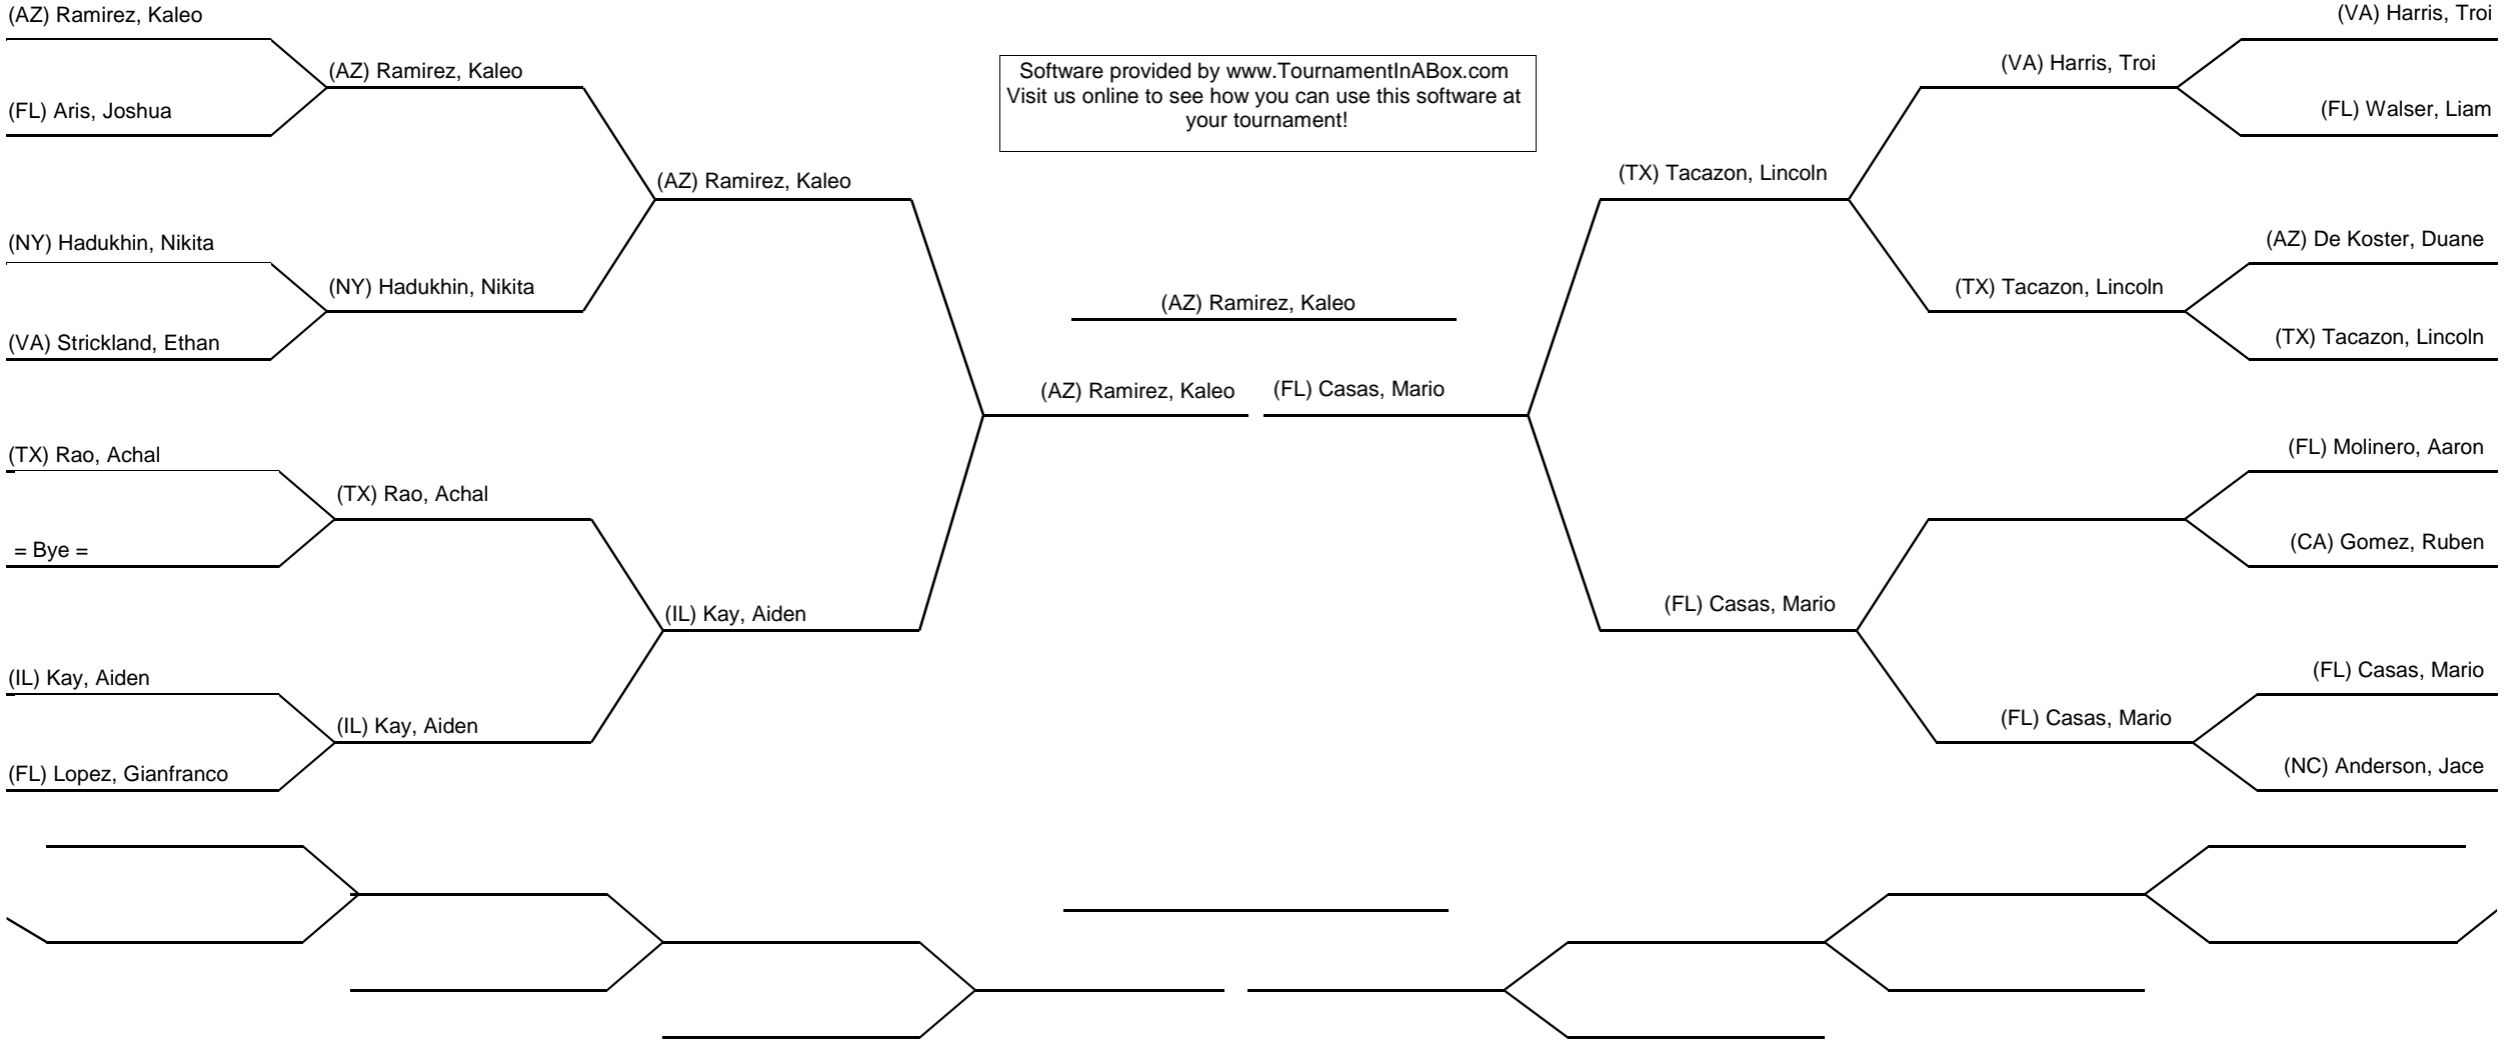 (AZ) Ramirez, Kaleo
(AZ) Ramirez, Kaleo
(FL) Aris, Joshua
(AZ) Ramirez, Kaleo
(NY) Hadukhin, Nikita
(NY) Hadukhin, Nikita
(VA) Strickland, Ethan
(TX) Rao, Achal
(TX) Rao, Achal
= Bye =
(IL) Kay, Aiden
(IL) Kay, Aiden
(IL) Kay, Aiden
(FL) Lopez, Gianfranco
Software provided by www.TournamentInABox.com
Visit us online to see how you can use this software at
your tournament!
(AZ) Ramirez, Kaleo
(AZ) Ramirez, Kaleo
(FL) Casas, Mario
(VA) Harris, Troi
(VA) Harris, Troi
(FL) Walser, Liam
(TX) Tacazon, Lincoln
(AZ) De Koster, Duane
(TX) Tacazon, Lincoln
(TX) Tacazon, Lincoln
(FL) Molinero, Aaron
(CA) Gomez, Ruben
(FL) Casas, Mario
(FL) Casas, Mario
(FL) Casas, Mario
(NC) Anderson, Jace